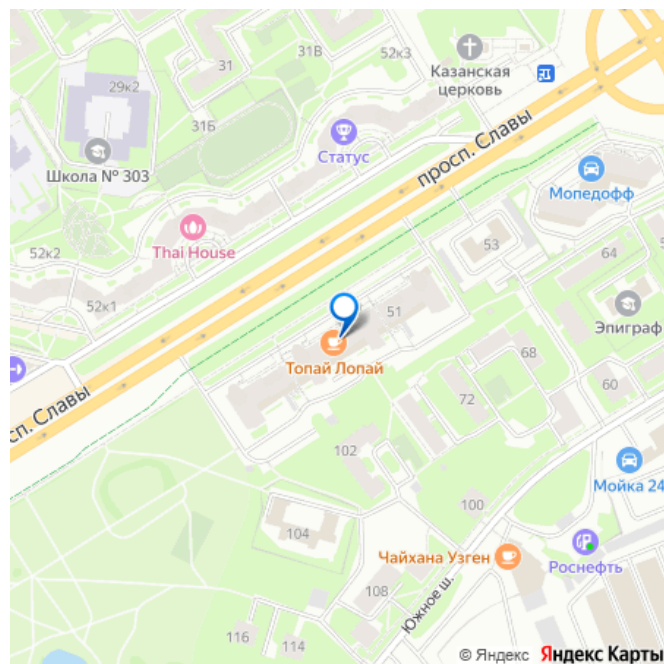 31
31В
52к3
Казанская
церковь
29к2
31Б
Статус
просп. Славы
Школа № 303
Мопедофф
52к2
Thai House
53
64
52к1
51
Эпиграф
Топай Лопай
68
72
60
сп. Славы
102
Мойка 24
100
104
Чайхана Узген
Роснефть
108
Южное ш.
116
114
© Яндекс Яндекс Карты